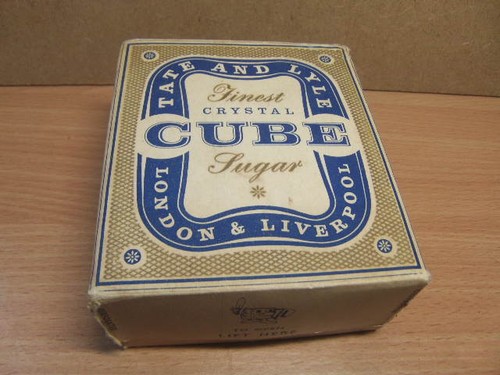 TATE AND LYLE
Finest
CRYSTAL
CUBE
Sugar
LONDON & LIVERPOOL
LIFT HERE